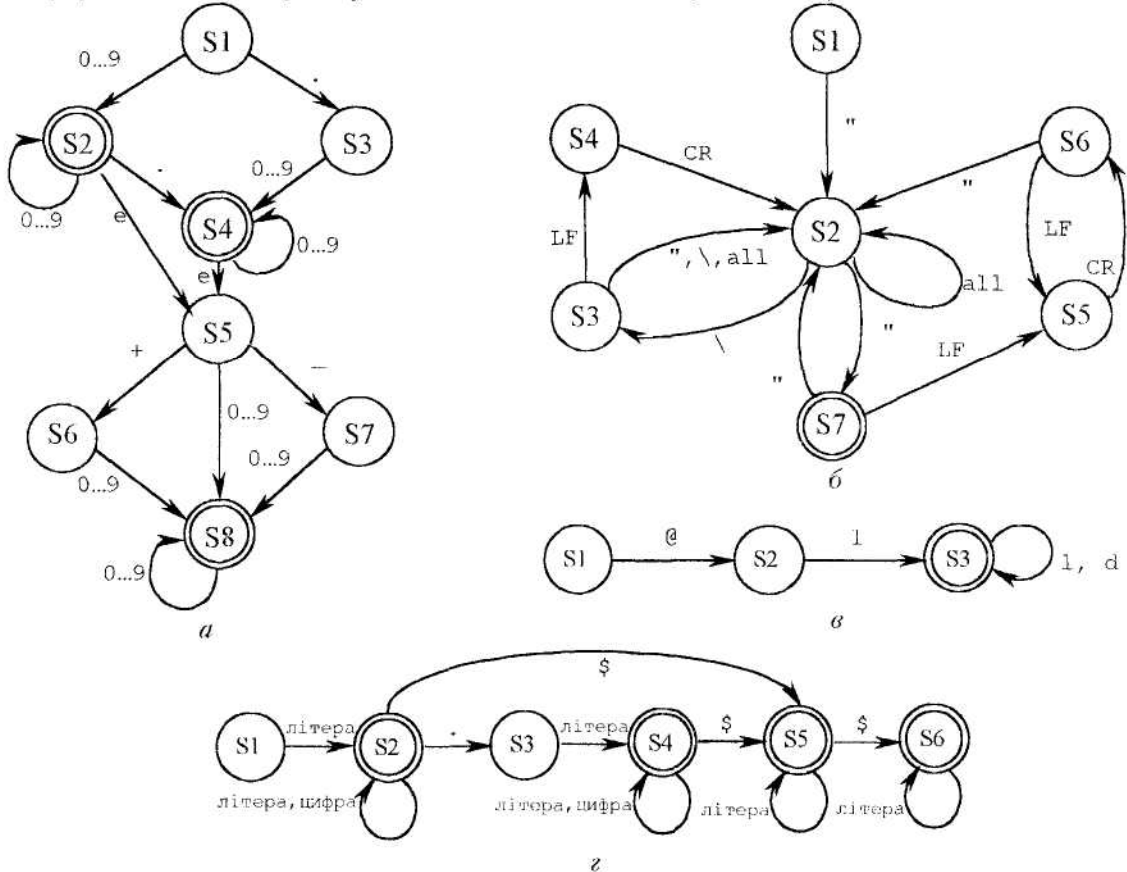 S1
0...9
.
S2
S3
0...9
.
0...9
S4
0...9
e
e
S5
+
0...9
—
S6
S7
0...9
0...9
S8
0...9
а
S1
"
S4
CR
S6
"
S2
LF
LF
CR
",\,all
all
S3
\
"
"
LF
S5
S7
б
S1
@
S2
l
S3
l, d
в
$
S1
літера
S2
.
S3
літера
S4
$
S5
$
S6
літера,цифра
літера,цифра
літера
літера
г